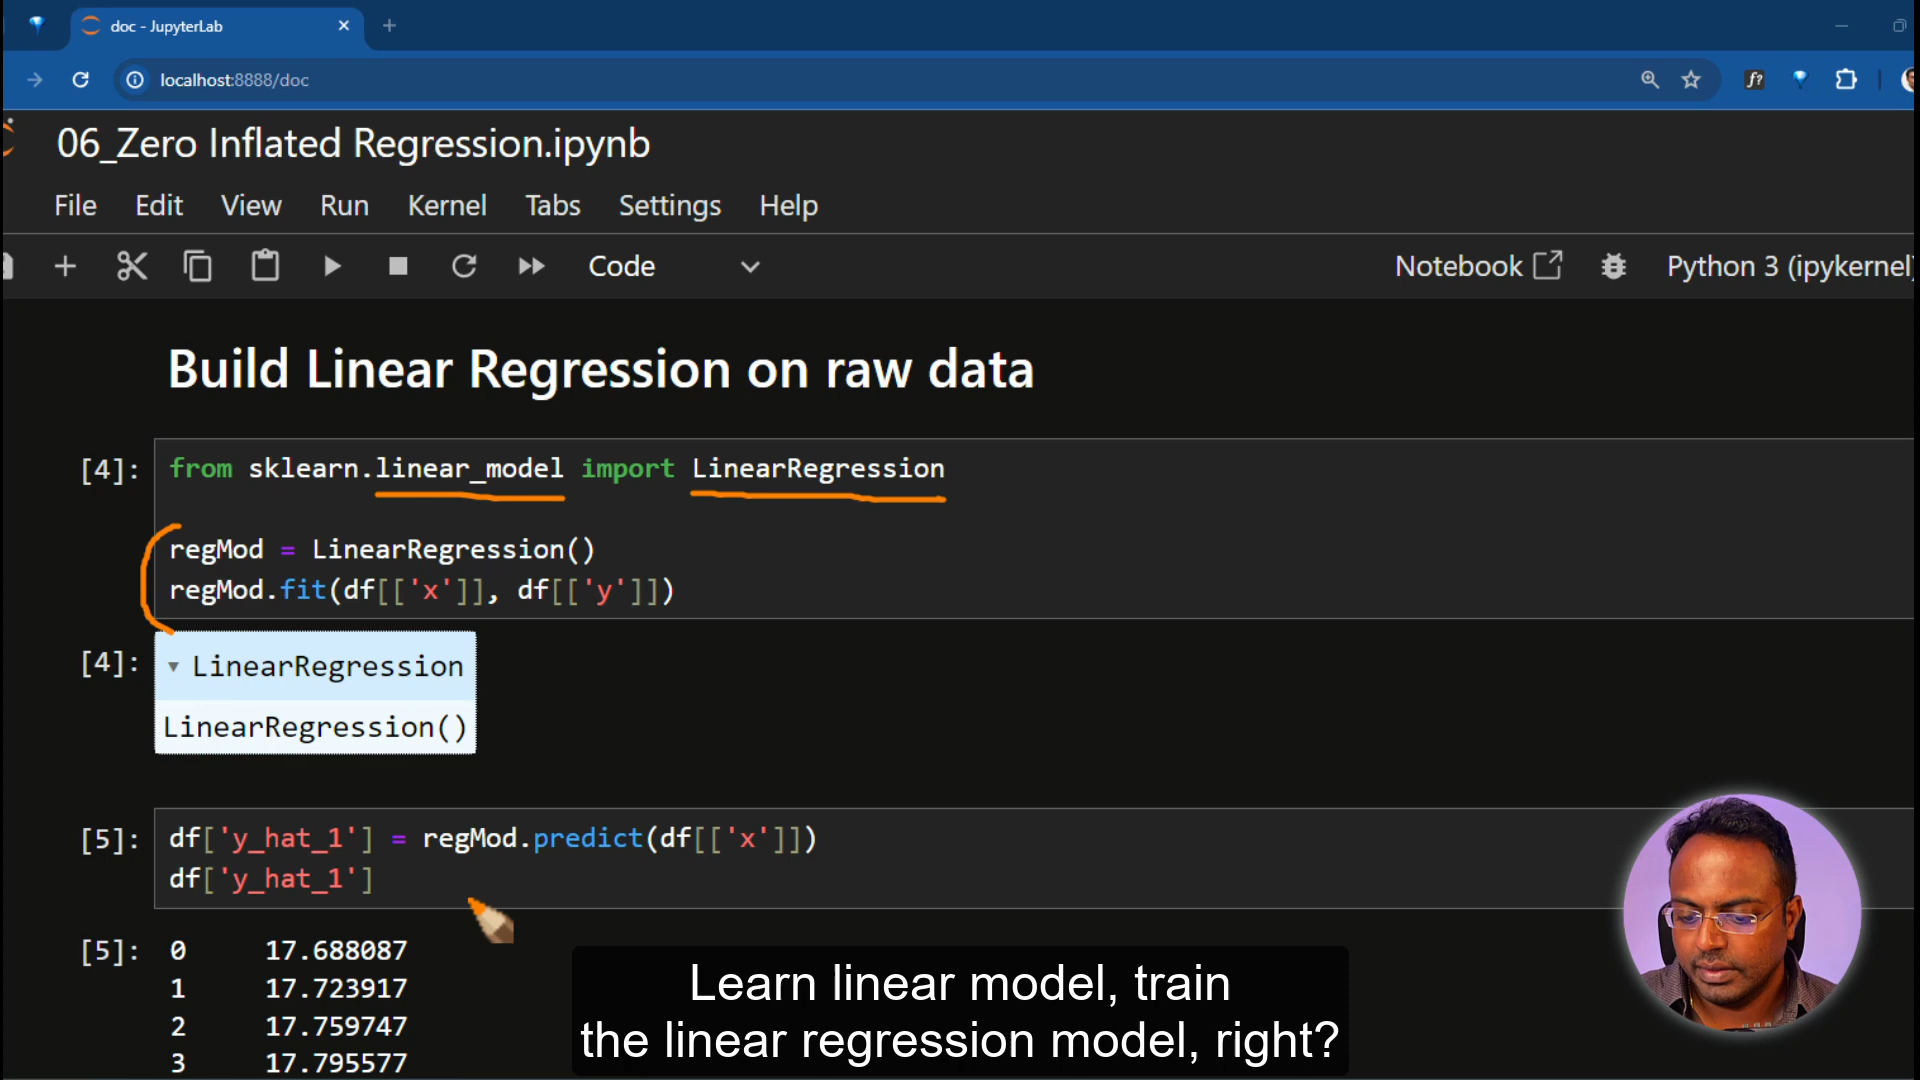 doc - JupyterLab
localhost:8888/doc
f?
06_Zero Inflated Regression.ipynb
File Edit View Run Kernel Tabs Settings Help
Code
Notebook
Python 3 (ipykernel)
Build Linear Regression on raw data
[4]: from sklearn.linear_model import LinearRegression
regMod = LinearRegression()
regMod.fit(df[['x']], df[['y']])
[4]: ▾ LinearRegression
LinearRegression()
[5]: df['y_hat_1'] = regMod.predict(df[['x']])
df['y_hat_1']
[5]: 0 17.688087
1 17.723917
2 17.759747
3 17.795577
Learn linear model, train
the linear regression model, right?